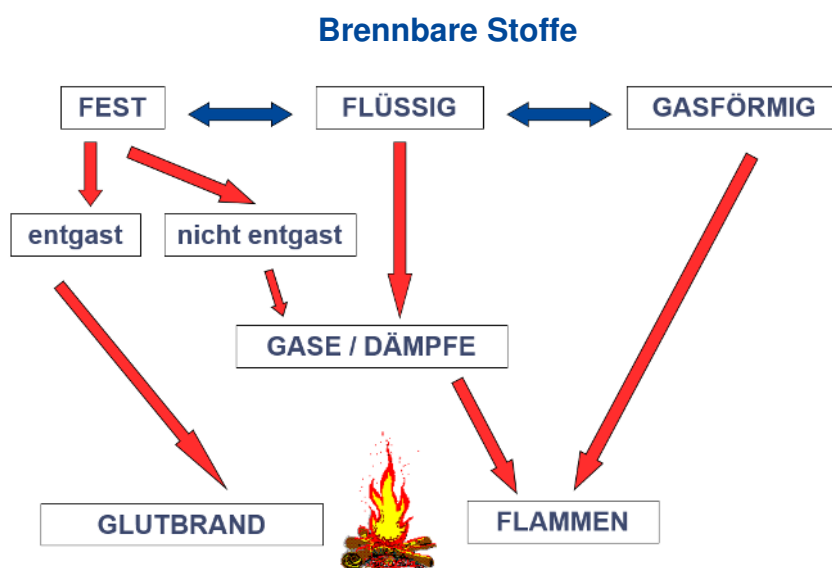 Brennbare Stoffe
FEST
FLÜSSIG
GASFÖRMIG
entgast
nicht entgast
GASE / DÄMPFE
GLUTBRAND
FLAMMEN